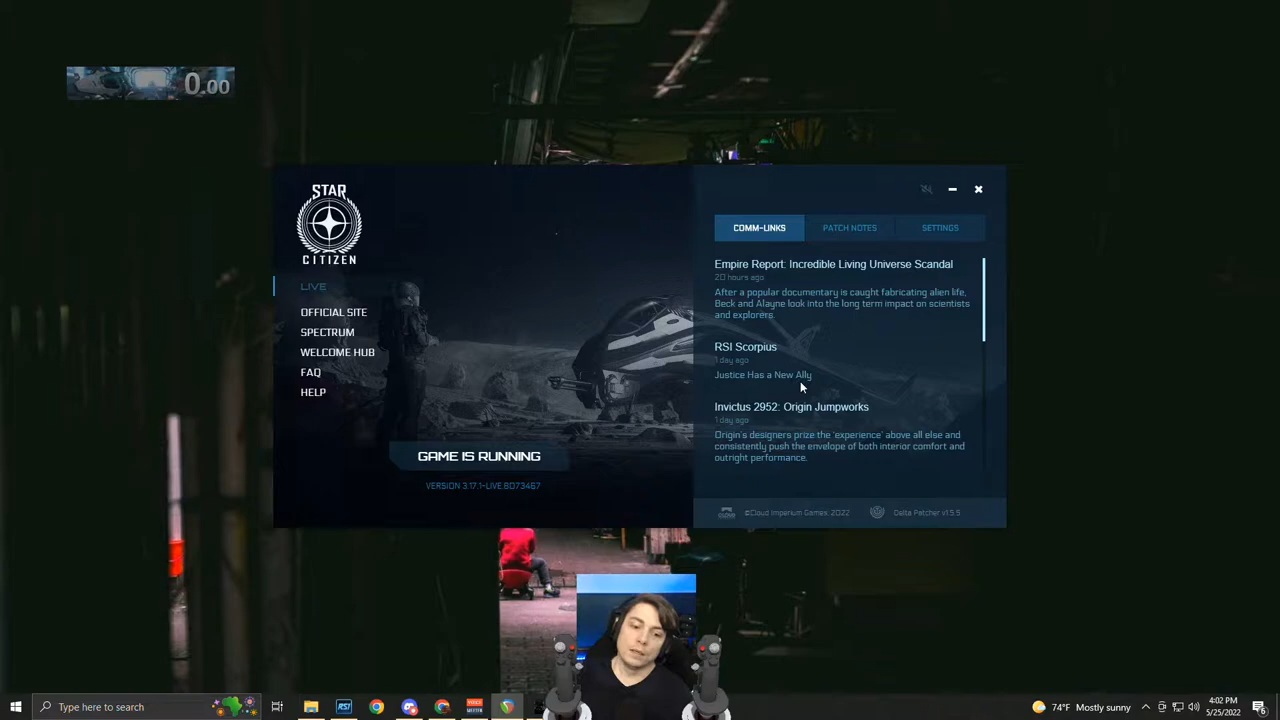 0.00
STAR
CITIZEN
LIVE
OFFICIAL SITE
SPECTRUM
WELCOME HUB
FAQ
HELP
GAME IS RUNNING
VERSION 3.17.1-LIVE.8073467
COMM-LINKS
PATCH NOTES
SETTINGS
Empire Report: Incredible Living Universe Scandal
20 hours ago
After a popular documentary is caught fabricating alien life,
Beck and Alayne look into the long term impact on scientists
and explorers.
RSI Scorpius
1 day ago
Justice Has a New Ally
Invictus 2952: Origin Jumpworks
1 day ago
Origin's designers prize the 'experience' above all else and
consistently push the envelope of both interior comfort and
outright performance.
©Cloud Imperium Games, 2022
Delta Patcher v1.5.5
Type here to search
RSI
74°F Mostly sunny
4:02 PM
5/25/2022